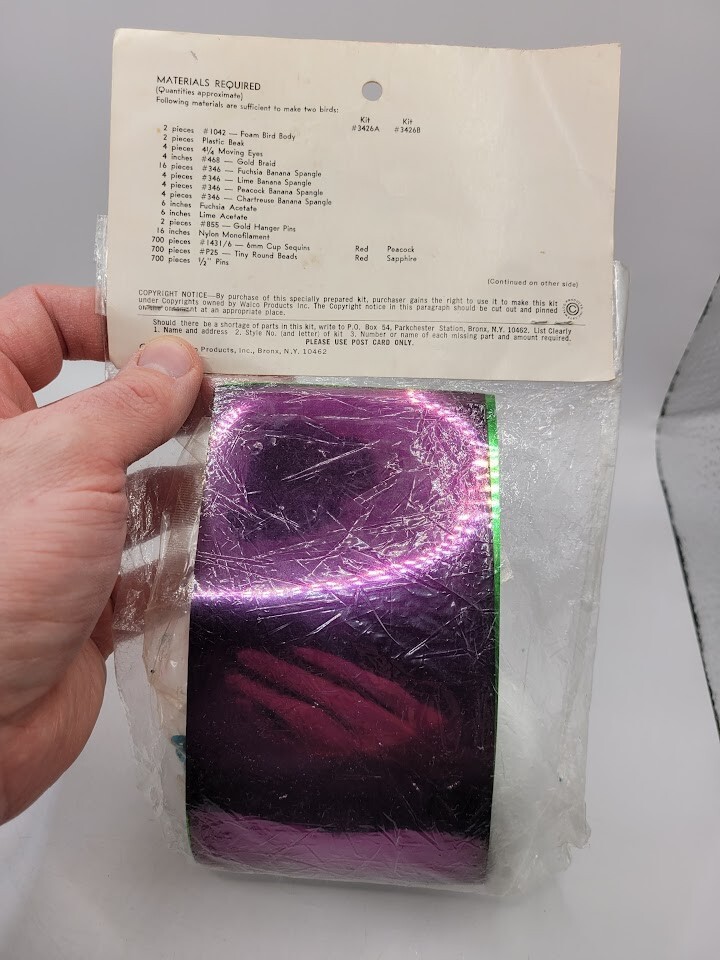 MATERIALS REQUIRED
(Quantities approximate)
Following materials are sufficient to make two birds:
Kit Kit
#3426A #3426B
2 pieces #1042 — Foam Bird Body
2 pieces Plastic Beak
4 pieces 4¼ Moving Eyes
4 inches #468 — Gold Braid
16 pieces #346 — Fuchsia Banana Spangle
4 pieces #346 — Lime Banana Spangle
4 pieces #346 — Peacock Banana Spangle
4 pieces #346 — Chartreuse Banana Spangle
6 inches Fuchsia Acetate
6 inches Lime Acetate
2 pieces #855 — Gold Hanger Pins
16 inches Nylon Monofilament
700 pieces #1431/6 — 6mm Cup Sequins Red Peacock
700 pieces #P25 — Tiny Round Beads Red Sapphire
700 pieces ½" Pins
(Continued on other side)
COPYRIGHT NOTICE—By purchase of this specially prepared kit, purchaser gains the right to use it to make this kit
under Copyrights owned by Walco Products Inc. The Copyright notice in this paragraph should be cut out and pinned ©
on the ornament at an appropriate place.
Should there be a shortage of parts in this kit, write to P.O. Box 54, Parkchester Station, Bronx, N.Y. 10462. List Clearly
1. Name and address 2. Style No. (and letter) of kit 3. Number or name of each missing part and amount required.
PLEASE USE POST CARD ONLY.
Products, Inc., Bronx, N.Y. 10462